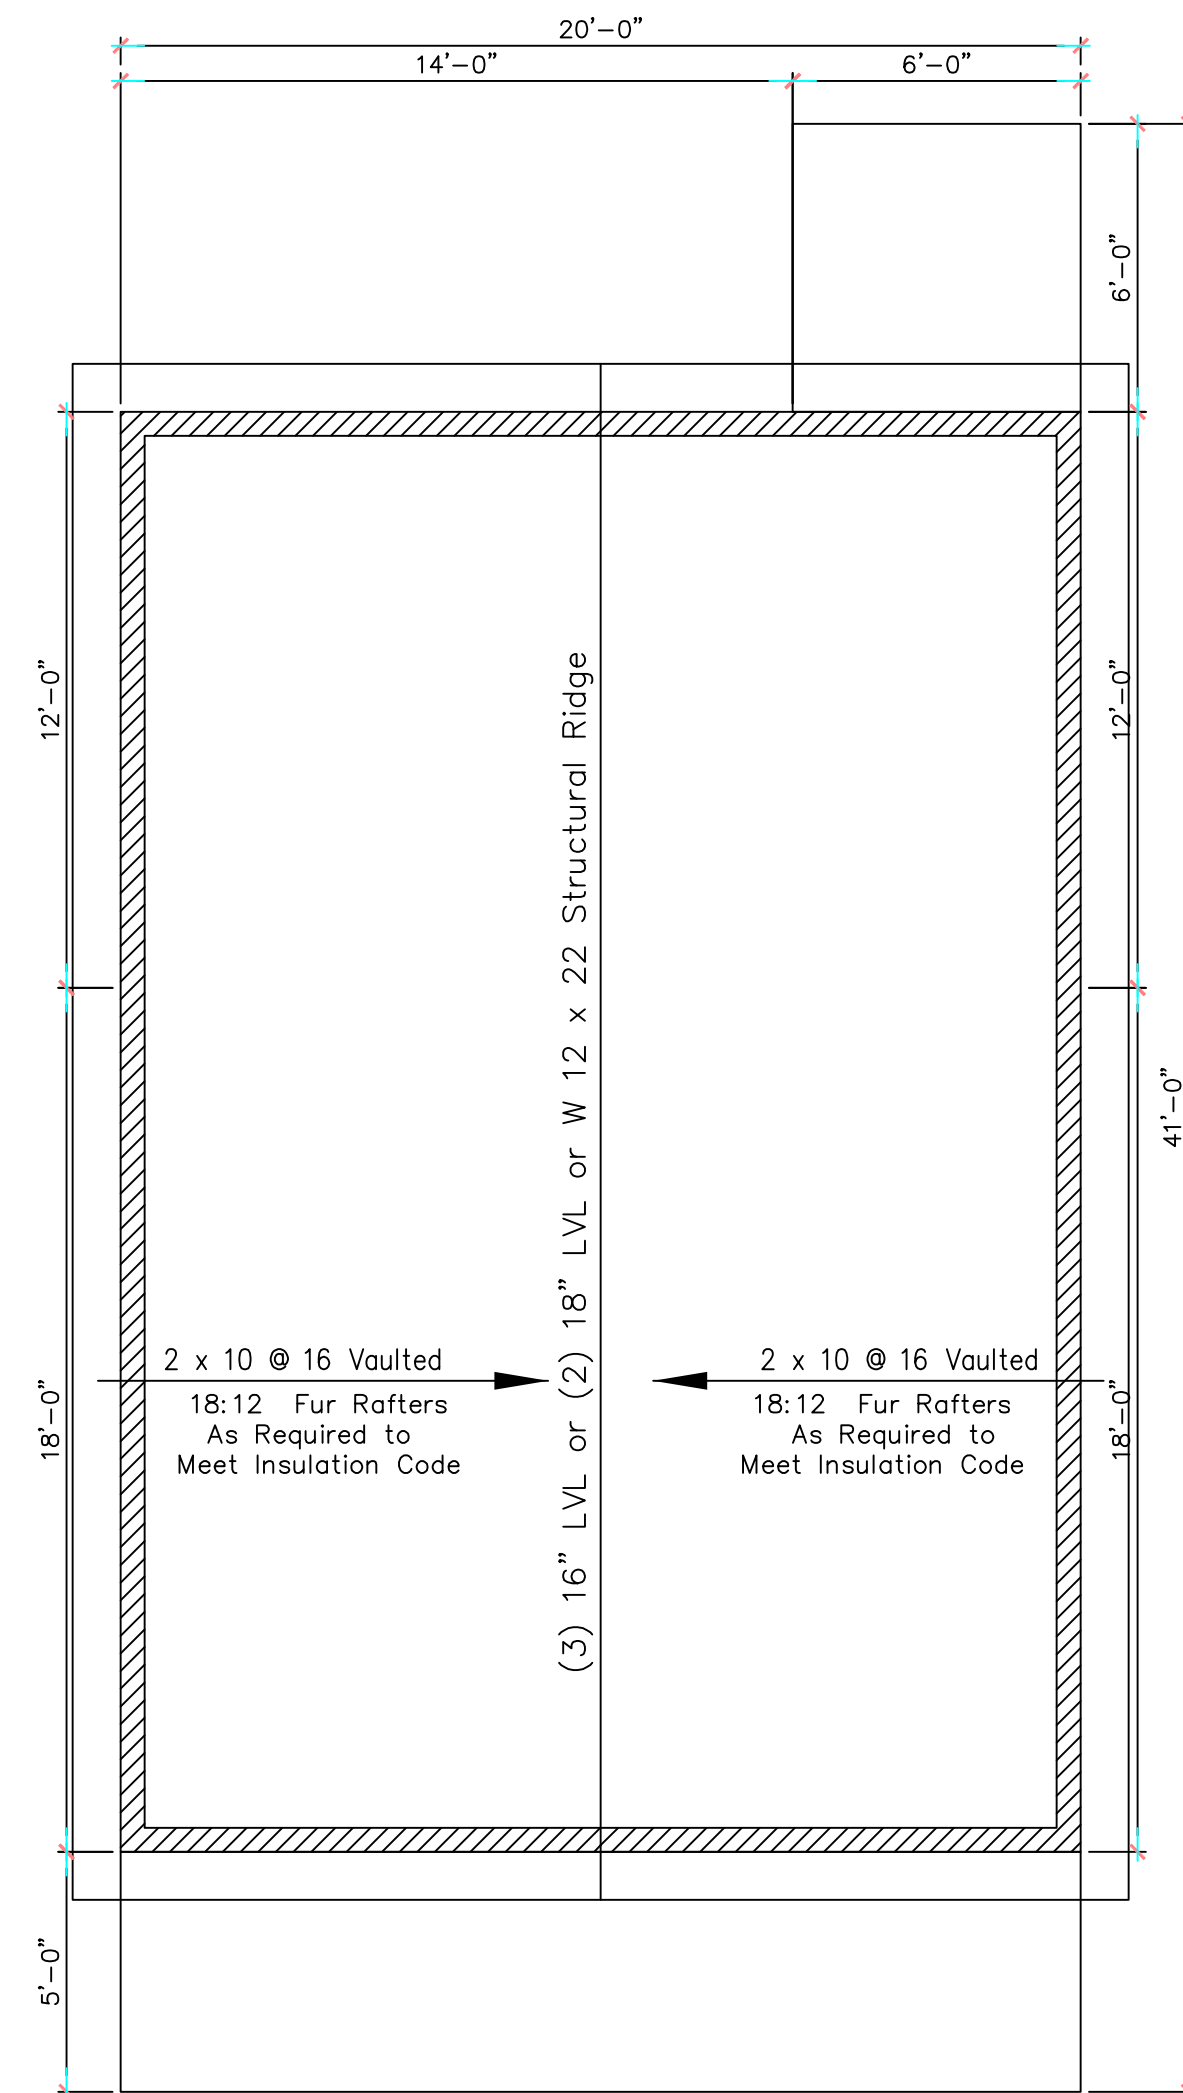 20'-0"
14'-0"
6'-0"
6'-0"
12'-0"
12'-0"
41'-0"
(3) 16" LVL or (2) 18" LVL or W 12 x 22 Structural Ridge
2 x 10 @ 16 Vaulted
18:12 Fur Rafters
As Required to
Meet Insulation Code
2 x 10 @ 16 Vaulted
18:12 Fur Rafters
As Required to
Meet Insulation Code
18'-0"
18'-0"
5'-0"